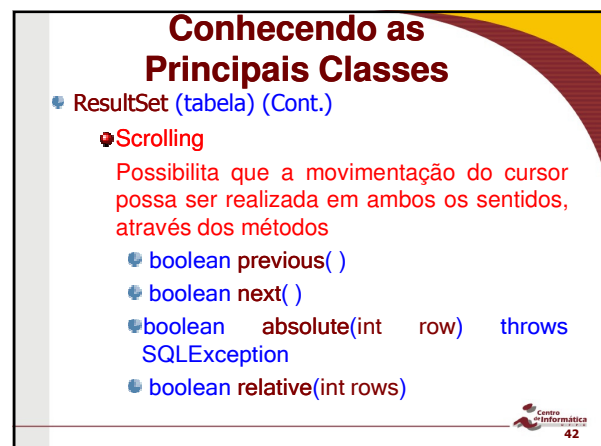 Conhecendo as
Principais Classes
ResultSet (tabela) (Cont.)
Scrolling
Possibilita que a movimentação do cursor
possa ser realizada em ambos os sentidos,
através dos métodos
boolean previous( )
boolean next( )
boolean absolute(int row) throws
SQLException
boolean relative(int rows)
Centro
de Informática
UFPE
42